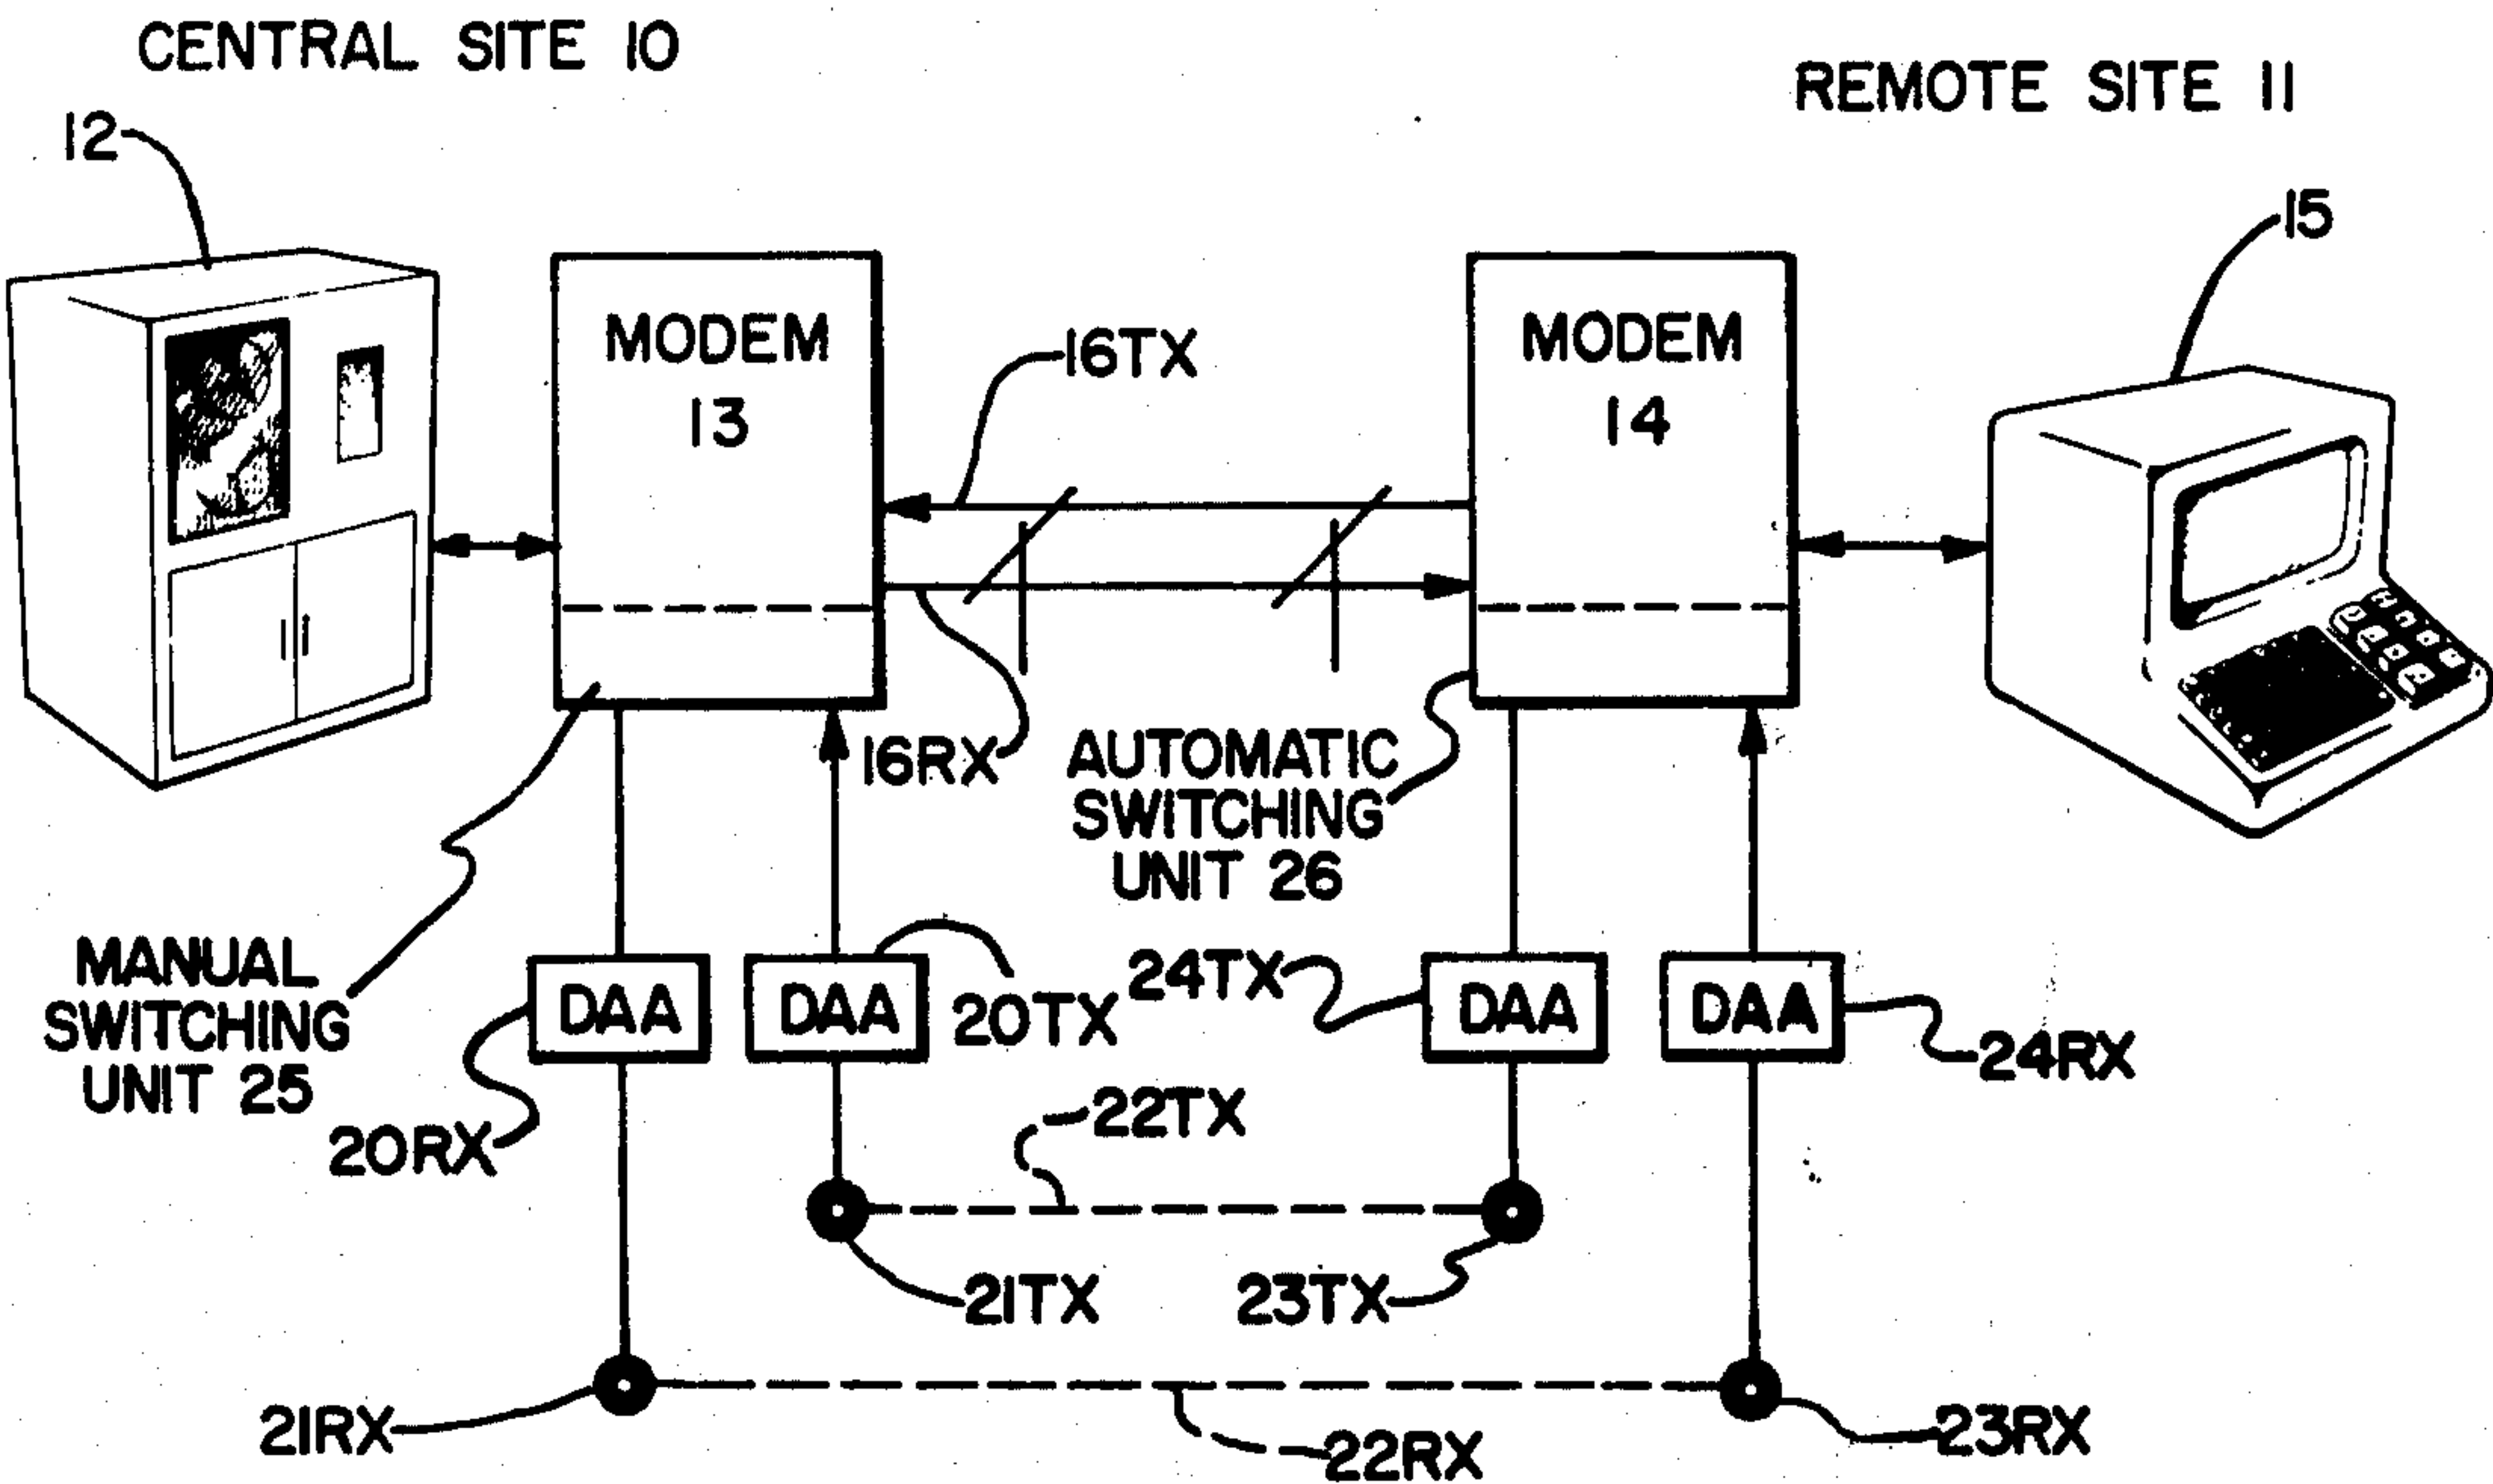 CENTRAL SITE 10
REMOTE SITE 11
12
15
MODEM
13
16TX
MODEM
14
16RX
AUTOMATIC
SWITCHING
UNIT 26
MANUAL
SWITCHING
UNIT 25
DAA
DAA
20TX
24TX
DAA
DAA
24RX
20RX
22TX
21TX
23TX
21RX
22RX
23RX